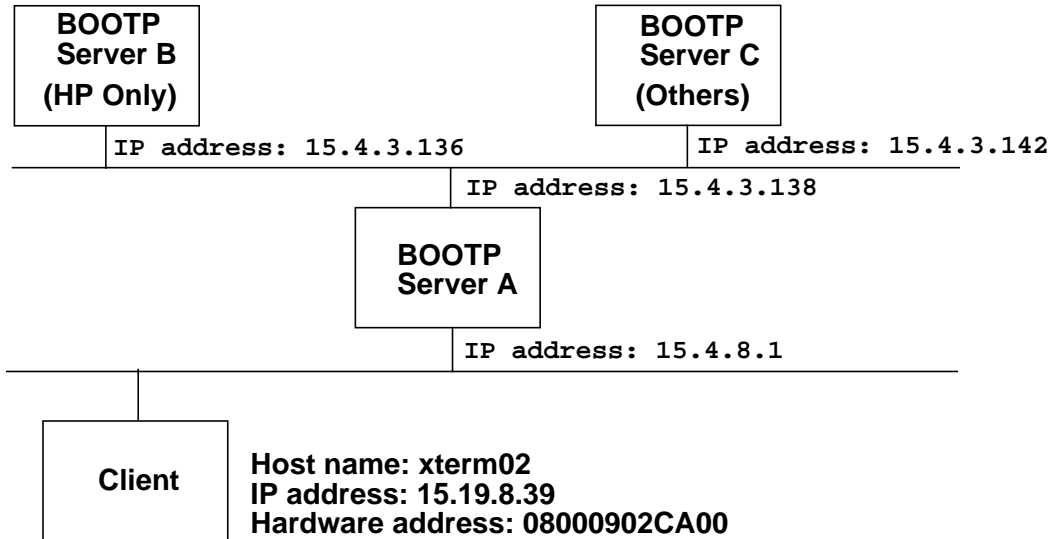 BOOTP
Server B
(HP Only)
BOOTP
Server C
(Others)
IP address: 15.4.3.136
IP address: 15.4.3.142
IP address: 15.4.3.138
BOOTP
Server A
IP address: 15.4.8.1
Client
Host name: xterm02
IP address: 15.19.8.39
Hardware address: 08000902CA00